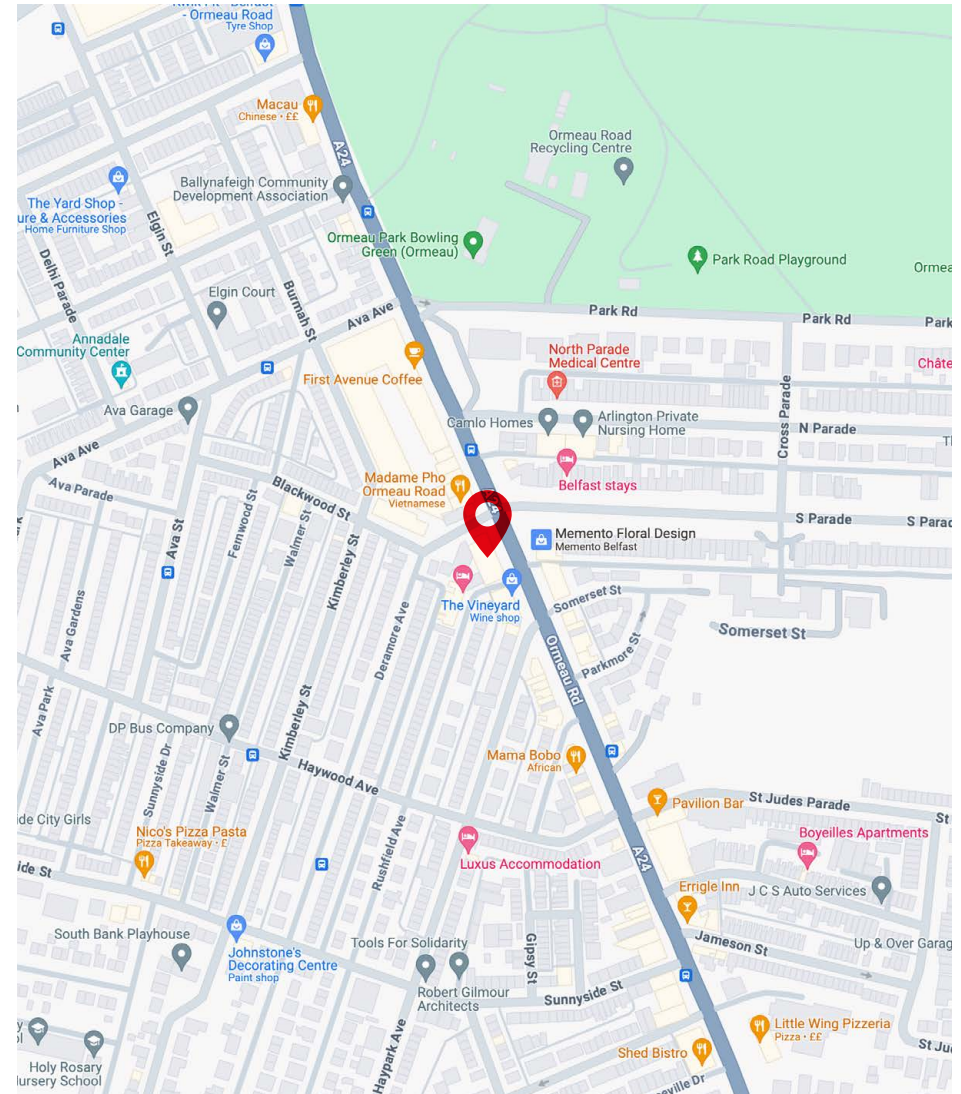 - Ormeau Road
Tyre Shop
Macau
Chinese • ££
A24
Ormeau Road
Recycling Centre
Ballynafeigh Community
Development Association
The Yard Shop -
ure & Accessories
Home Furniture Shop
Elgin St
Delhi Parade
Ormeau Park Bowling
Green (Ormeau)
Park Road Playground
Ormea
Elgin Court
Burmah St
Ava Ave
Park Rd
Park Rd
Park
Annadale
Community Center
First Avenue Coffee
North Parade
Medical Centre
Châte
Ava Garage
Camlo Homes
Arlington Private
Nursing Home
Cross Parade
N Parade
Ava Ave
Ava Parade
Belfast stays
Madame Pho
Ormeau Road
Vietnamese
Blackwood St
S Parade
S Parad
Fernwood St
Walmer St
Ava St
Kimberley St
Memento Floral Design
Memento Belfast
The Vineyard
Wine shop
Somerset St
Somerset St
Ava Gardens
Deramore Ave
Parkmore St
Ormeau Rd
Ava Park
Kimberley St
DP Bus Company
Sunnyside Dr
Walmer St
Haywood Ave
Mama Bobo
African
Pavilion Bar
St Judes Parade
St
ide City Girls
Nico's Pizza Pasta
Pizza Takeaway • £
Rushfield Ave
Boyeilles Apartments
Luxus Accommodation
A24
ide St
Errigle Inn
J C S Auto Services
South Bank Playhouse
Johnstone's
Decorating Centre
Paint shop
Tools For Solidarity
Gipsy St
Jameson St
Up & Over Garag
Robert Gilmour
Architects
Sunnyside St
Little Wing Pizzeria
Pizza • ££
Haypark Ave
Shed Bistro
St Ju
Holy Rosary
ursery School
eville Dr